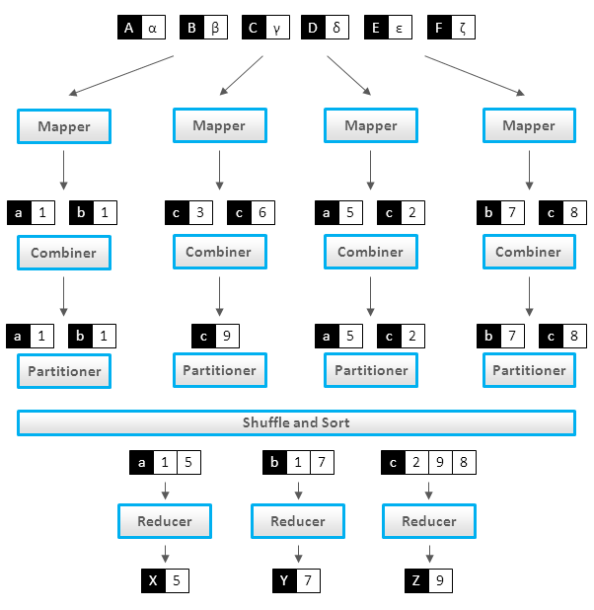 A α B β C γ D δ E ε F ζ
Mapper Mapper Mapper Mapper
a 1 b 1 c 3 c 6 a 5 c 2 b 7 c 8
Combiner Combiner Combiner Combiner
a 1 b 1 c 9 a 5 c 2 b 7 c 8
Partitioner Partitioner Partitioner Partitioner
Shuffle and Sort
a 1 5 b 1 7 c 2 9 8
Reducer Reducer Reducer
X 5 Y 7 Z 9